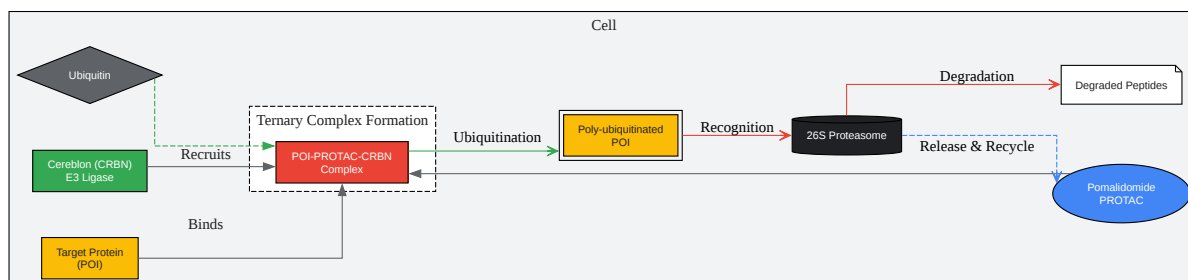 Cell
Ubiquitin
Ternary Complex Formation
Cereblon (CRBN)
E3 Ligase
Recruits
POI-PROTAC-CRBN
Complex
Ubiquitination
Poly-ubiquitinated
POI
Recognition
26S Proteasome
Degradation
Degraded Peptides
Release & Recycle
Pomalidomide
PROTAC
Binds
Target Protein
(POI)